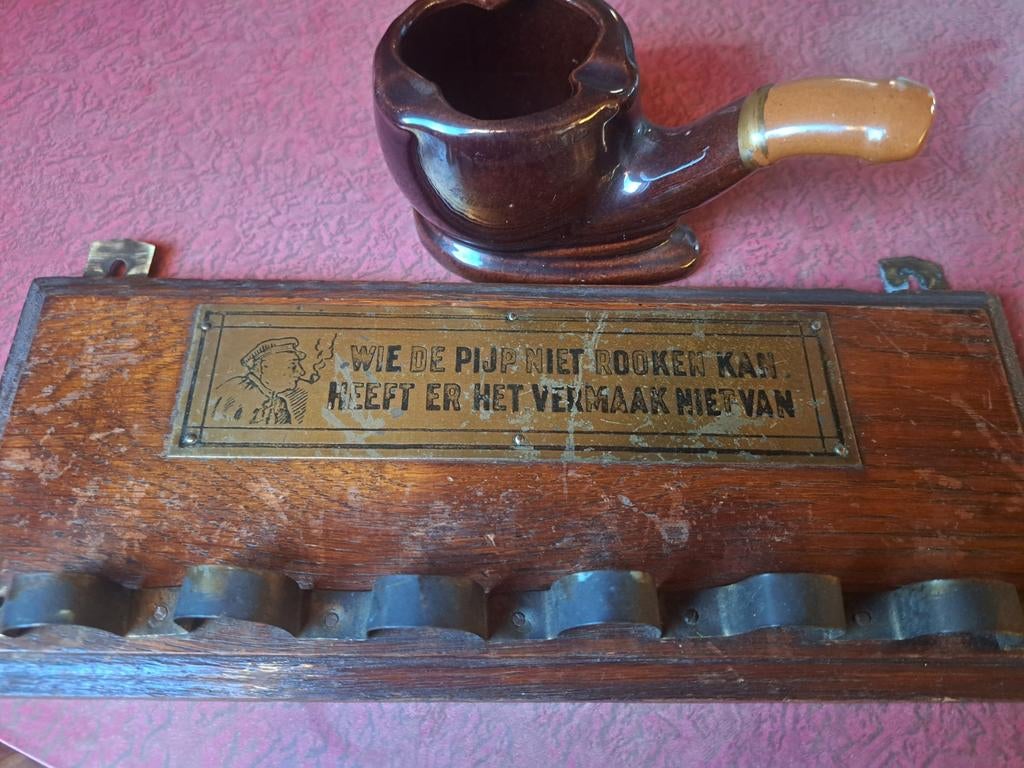 WIE DE PIJP NIET ROOKEN KAN.
HEEFT ER HET VERMAAK NIET VAN